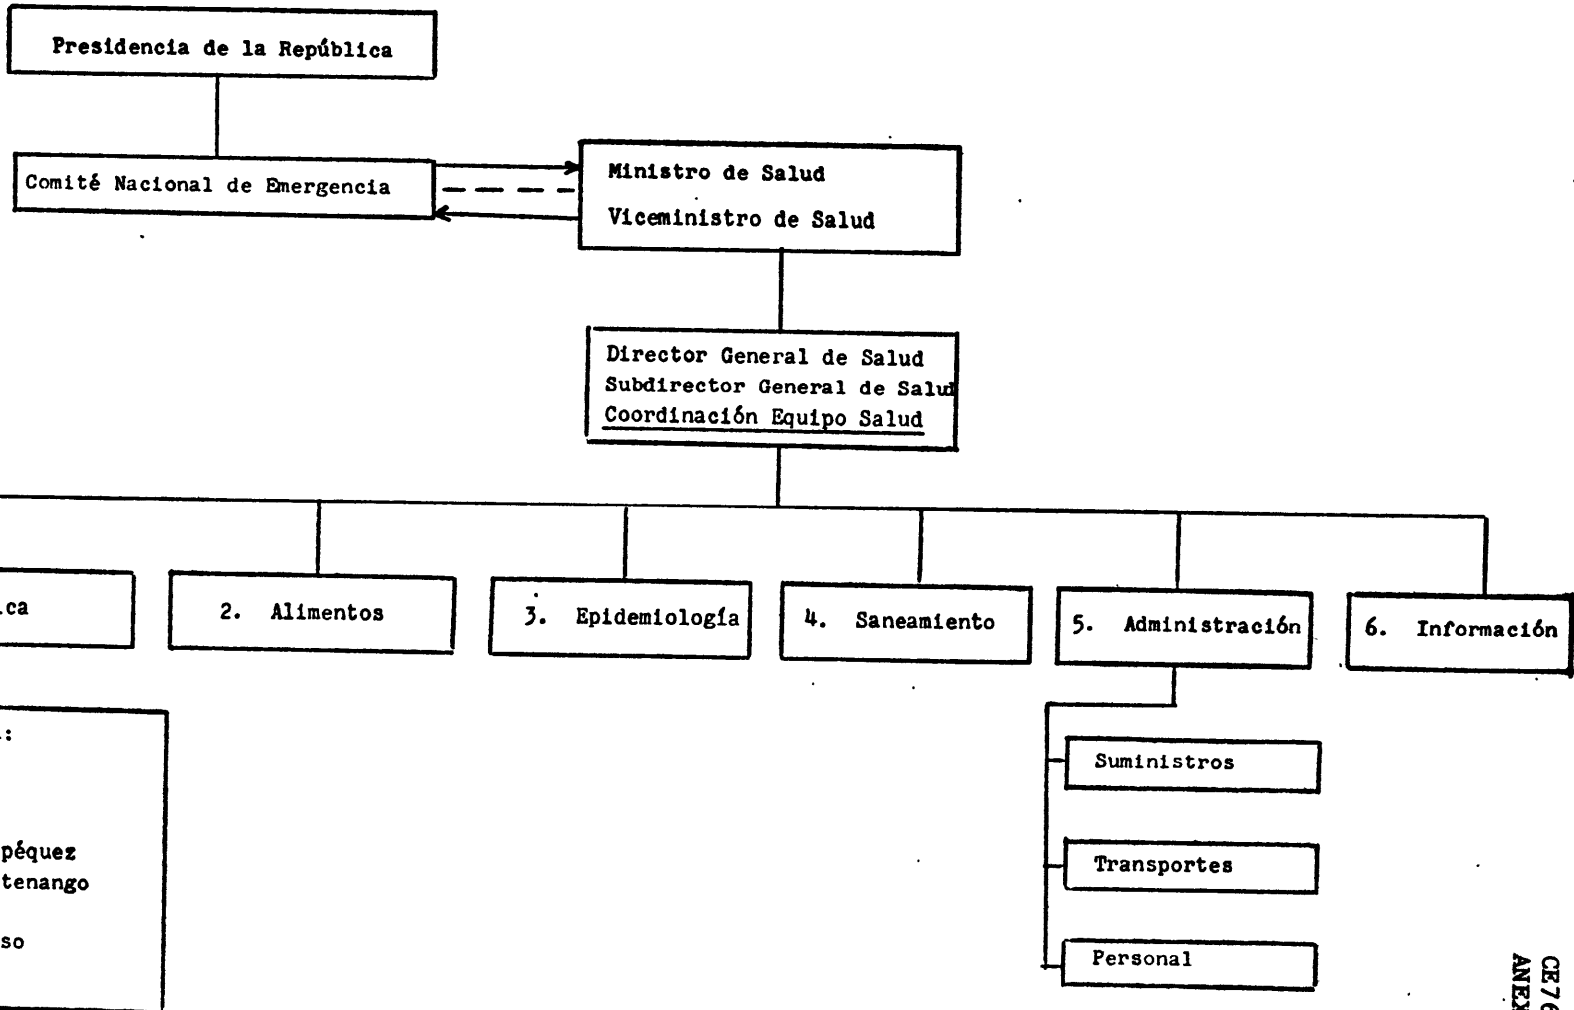 Presidencia de la República
Comité Nacional de Emergencia
Ministro de Salud
Viceministro de Salud
Director General de Salud
Subdirector General de Salud
Coordinación Equipo Salud
ica
2. Alimentos
3. Epidemiología
4. Saneamiento
5. Administración
6. Información
:
péquez
tenango
so
Suministros
Transportes
Personal
CE76
ANEX